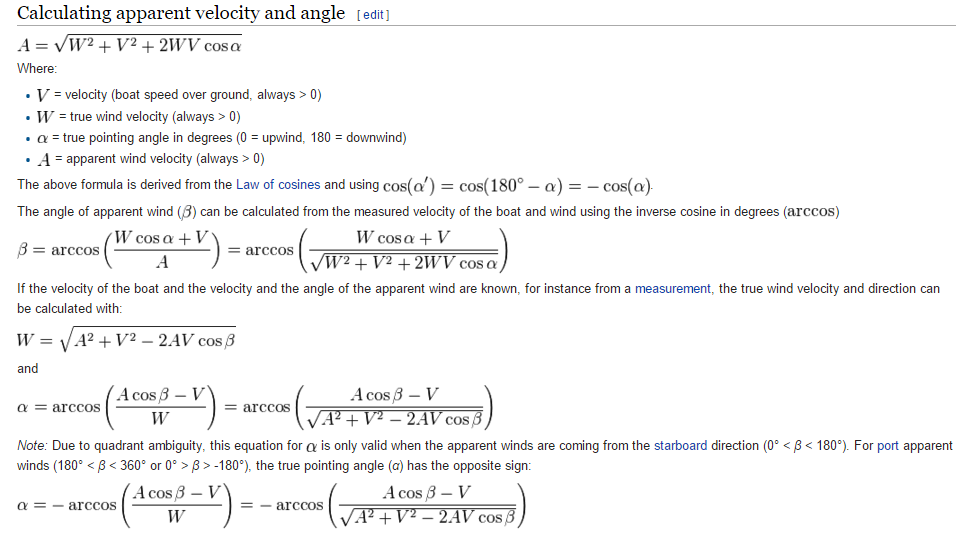 Calculating apparent velocity and angle [edit]
A = √(W² + V² + 2WV cos α)
Where:
• V = velocity (boat speed over ground, always > 0)
• W = true wind velocity (always > 0)
• α = true pointing angle in degrees (0 = upwind, 180 = downwind)
• A = apparent wind velocity (always > 0)
The above formula is derived from the Law of cosines and using cos(α′) = cos(180° − α) = − cos(α).
The angle of apparent wind (β) can be calculated from the measured velocity of the boat and wind using the inverse cosine in degrees (arccos)
β = arccos((W cos α + V)/A) = arccos((W cos α + V)/√(W² + V² + 2WV cos α))
If the velocity of the boat and the velocity and the angle of the apparent wind are known, for instance from a measurement, the true wind velocity and direction can
be calculated with:
W = √(A² + V² − 2AV cos β)
and
α = arccos((A cos β − V)/W) = arccos((A cos β − V)/√(A² + V² − 2AV cos β))
Note: Due to quadrant ambiguity, this equation for α is only valid when the apparent winds are coming from the starboard direction (0° < β < 180°). For port apparent
winds (180° < β < 360° or 0° > β > -180°), the true pointing angle (α) has the opposite sign:
α = − arccos((A cos β − V)/W) = − arccos((A cos β − V)/√(A² + V² − 2AV cos β))